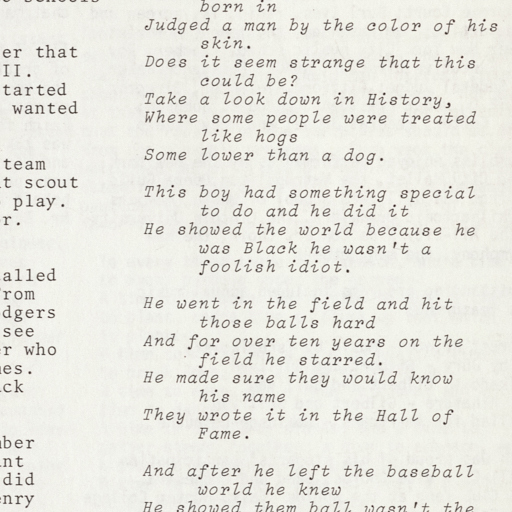 er that
II.
tarted
wanted
team
t scout
play.
r.
alled
rom
dgers
see
er who
es.
ck
ber
nt
did
enry
born in
Judged a man by the color of his
skin.
Does it seem strange that this
could be?
Take a look down in History,
Where some people were treated
like hogs
Some lower than a dog.
This boy had something special
to do and he did it
He showed the world because he
was Black he wasn't a
foolish idiot.
He went in the field and hit
those balls hard
And for over ten years on the
field he starred.
He made sure they would know
his name
They wrote it in the Hall of
Fame.
And after he left the baseball
world he knew
He showed them ball wasn't the